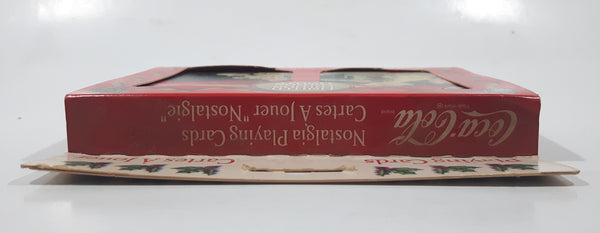 Coca-Cola
Nostalgia Playing Cards
Cartes À Jouer "Nostalgie"
Playing Cards
Cartes À Jouer